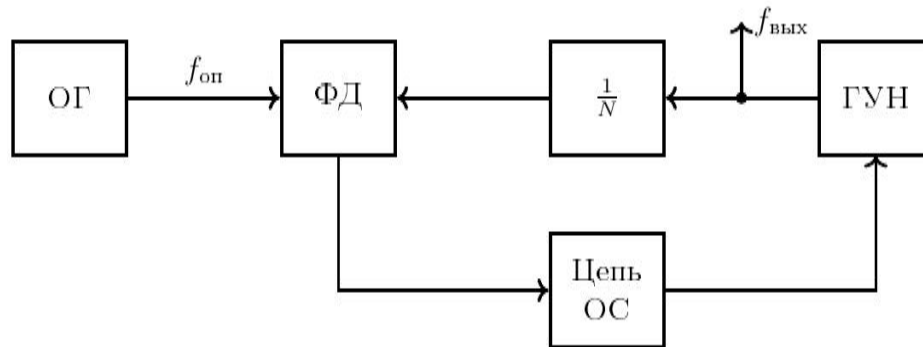 f_вых
ОГ
f_оп
ФД
1/N
ГУН
Цепь
ОС